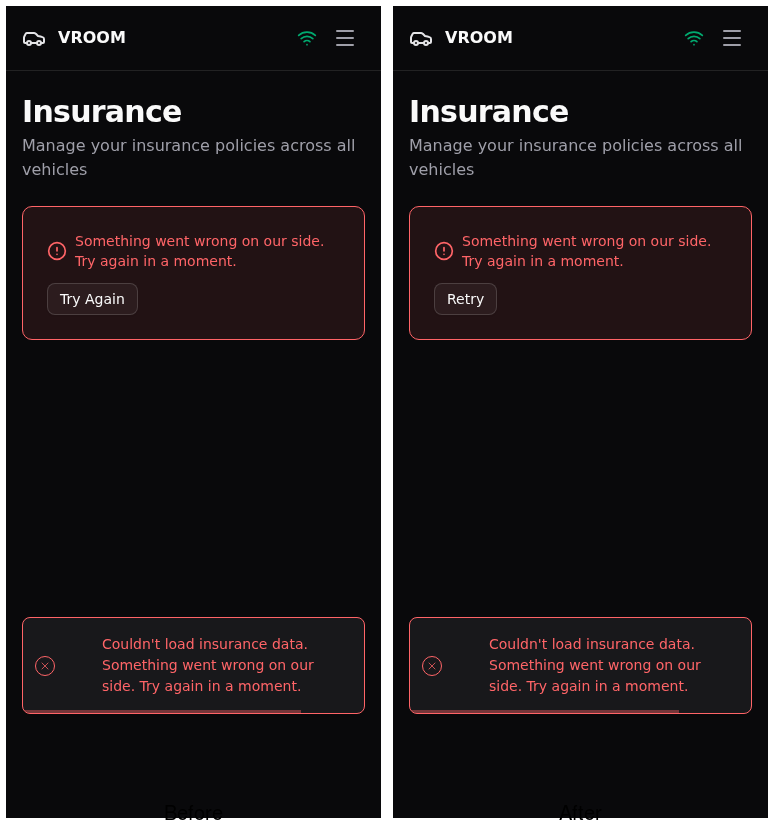 VROOM
Insurance
Manage your insurance policies across all
vehicles
Something went wrong on our side.
Try again in a moment.
Try Again
Couldn't load insurance data.
Something went wrong on our
side. Try again in a moment.
Before
VROOM
Insurance
Manage your insurance policies across all
vehicles
Something went wrong on our side.
Try again in a moment.
Retry
Couldn't load insurance data.
Something went wrong on our
side. Try again in a moment.
After